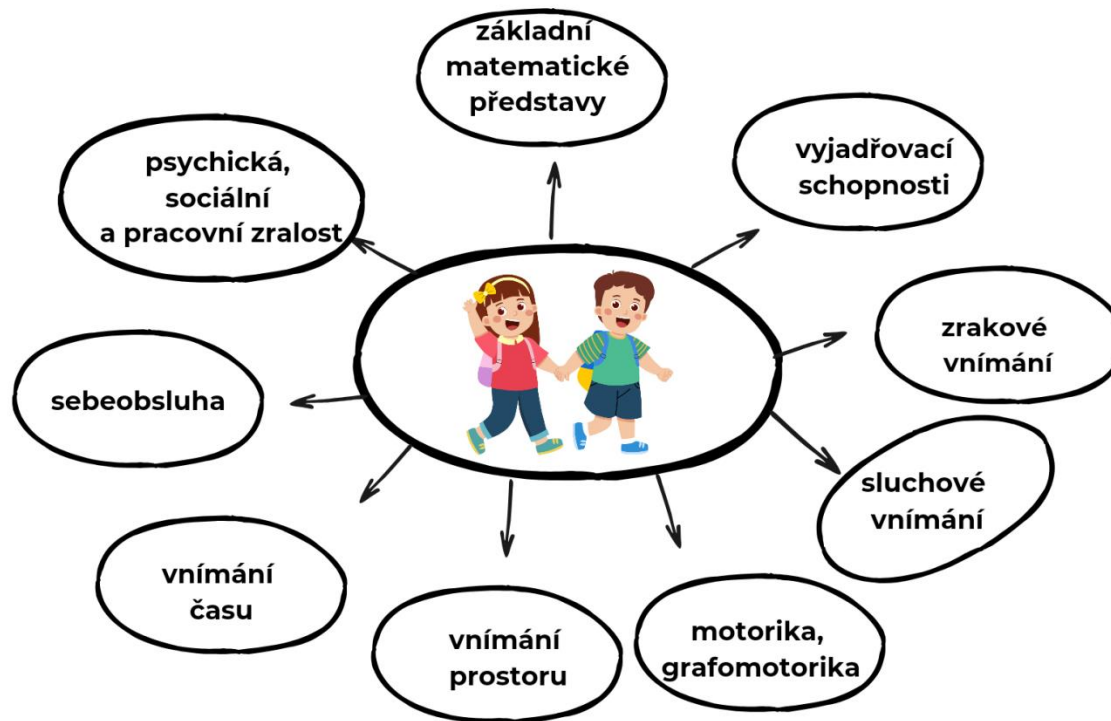 základní
matematické
představy
vyjadřovací
schopnosti
zrakové
vnímání
sluchové
vnímání
motorika,
grafomotorika
vnímání
prostoru
vnímání
času
sebeobsluha
psychická,
sociální
a pracovní zralost